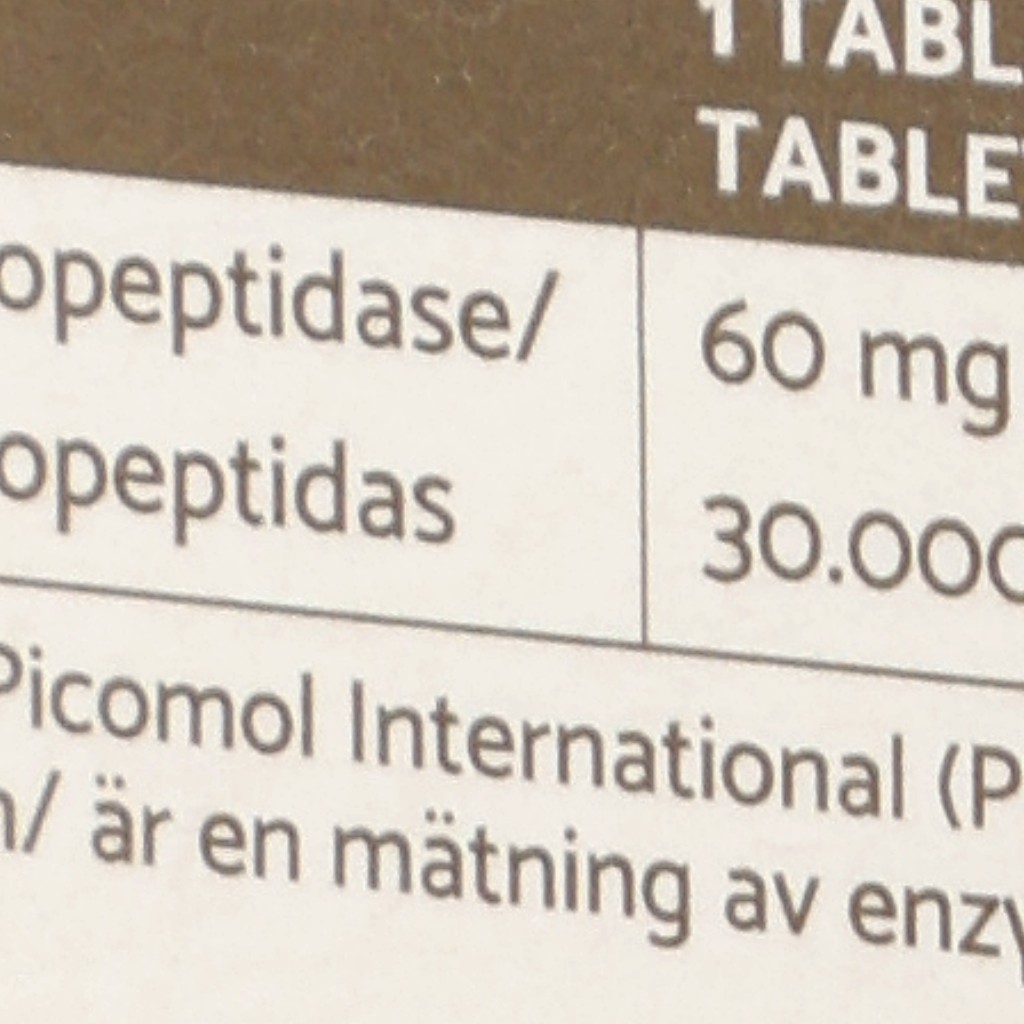 1 TABL
TABLE
opeptidase/
60 mg
opeptidas
30.000
Picomol International (P
n/ är en mätning av enzy